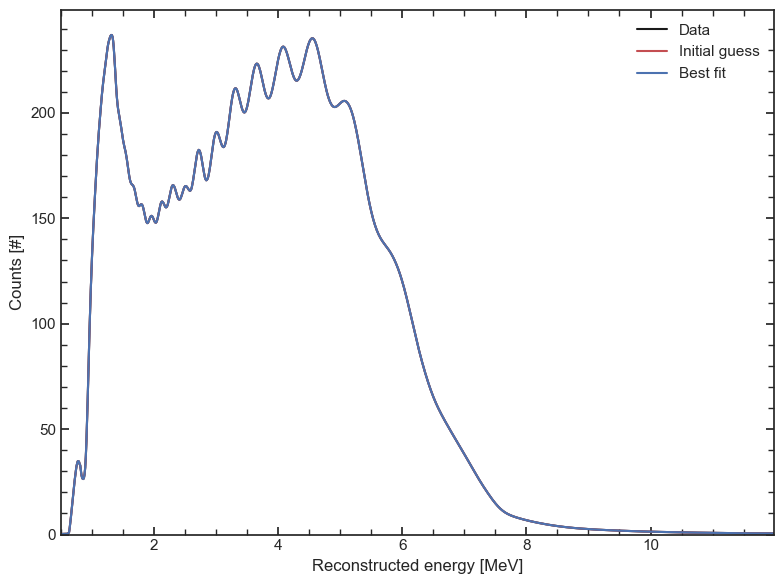 Data
Initial guess
Best fit
Counts [#]
200
150
100
50
0
2
4
6
8
10
Reconstructed energy [MeV]